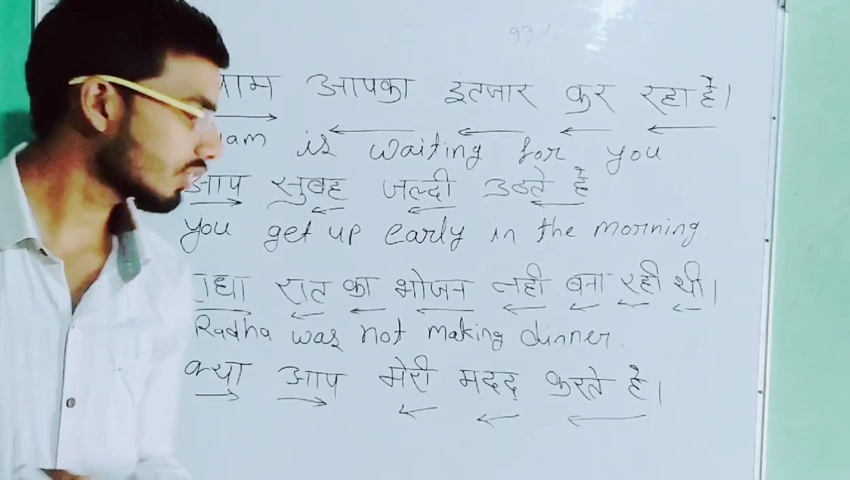 99%
आपका इंतजार कर रहा है।
is waiting for you.
आप सुबह जल्दी उठते है
You get up early in the morning.
रात का भोजन नही बना रही थी।
Radha was not making dinner.
क्या आप मेरी मदद करते है।